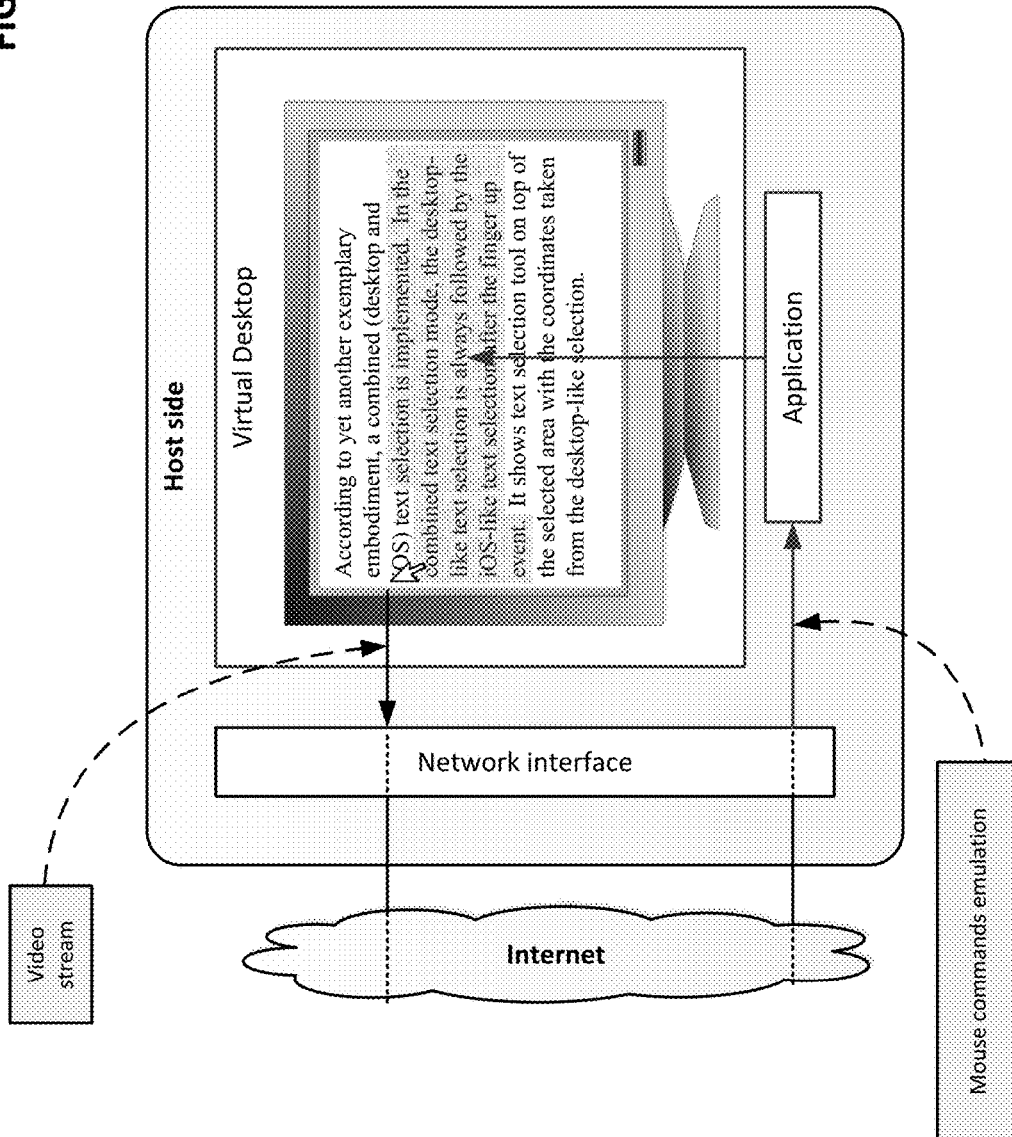 FIG
Host side
Virtual Desktop
According to yet another exemplary
embodiment, a combined (desktop and
iOS) text selection is implemented. In the
combined text selection mode, the desktop-
like text selection is always followed by the
iOS-like text selection after the finger up
event. It shows text selection tool on top of
the selected area with the coordinates taken
from the desktop-like selection.
Application
Network interface
Video
stream
Internet
Mouse commands emulation